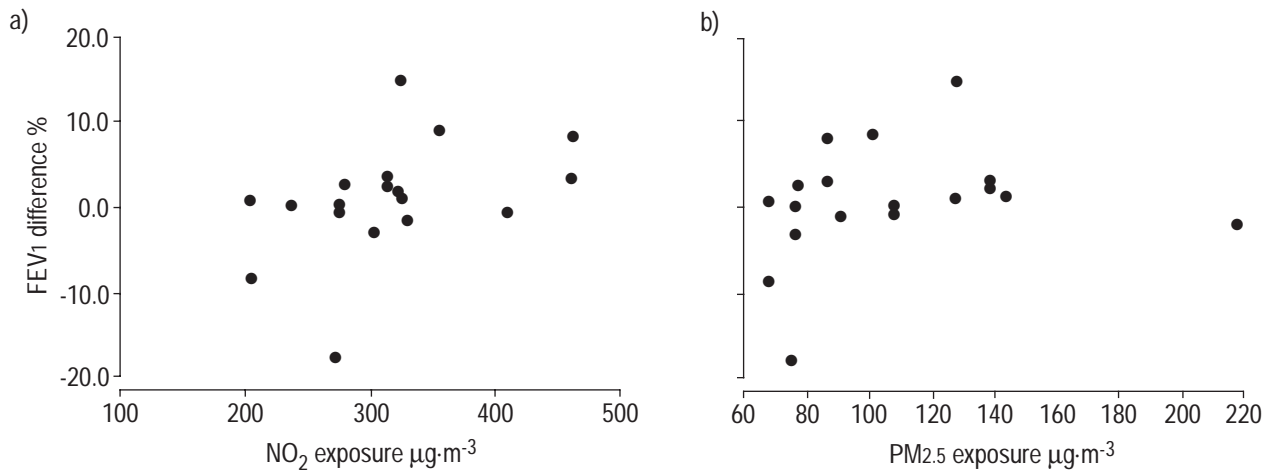 a)
20.0
10.0
0.0
-10.0
-20.0
FEV1 difference %
100 200 300 400 500
NO₂ exposure µg·m⁻³
b)
60 80 100 120 140 160 180 200 220
PM2.5 exposure µg·m⁻³